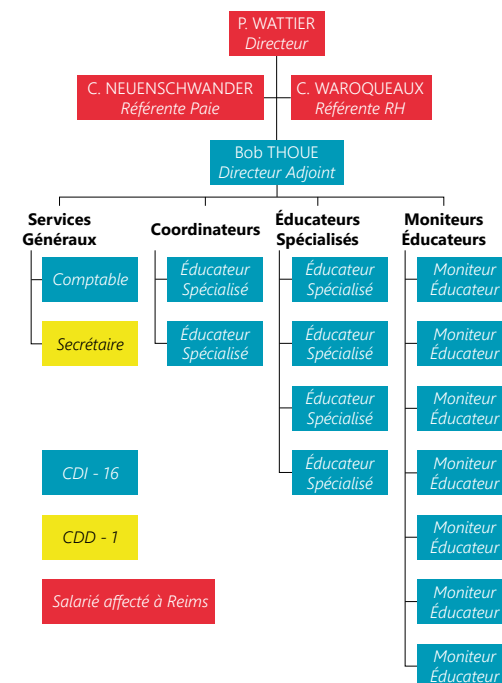 P. WATTIER
Directeur
C. NEUENSCHWANDER
Référente Paie
C. WAROQUEAUX
Référente RH
Bob THOUE
Directeur Adjoint
Services
Généraux
Coordinateurs
Éducateurs
Spécialisés
Moniteurs
Éducateurs
Comptable
Éducateur
Spécialisé
Éducateur
Spécialisé
Moniteur
Éducateur
Secrétaire
Éducateur
Spécialisé
Éducateur
Spécialisé
Moniteur
Éducateur
Éducateur
Spécialisé
Moniteur
Éducateur
CDI - 16
Éducateur
Spécialisé
Moniteur
Éducateur
CDD - 1
Moniteur
Éducateur
Salarié affecté à Reims
Moniteur
Éducateur
Moniteur
Éducateur